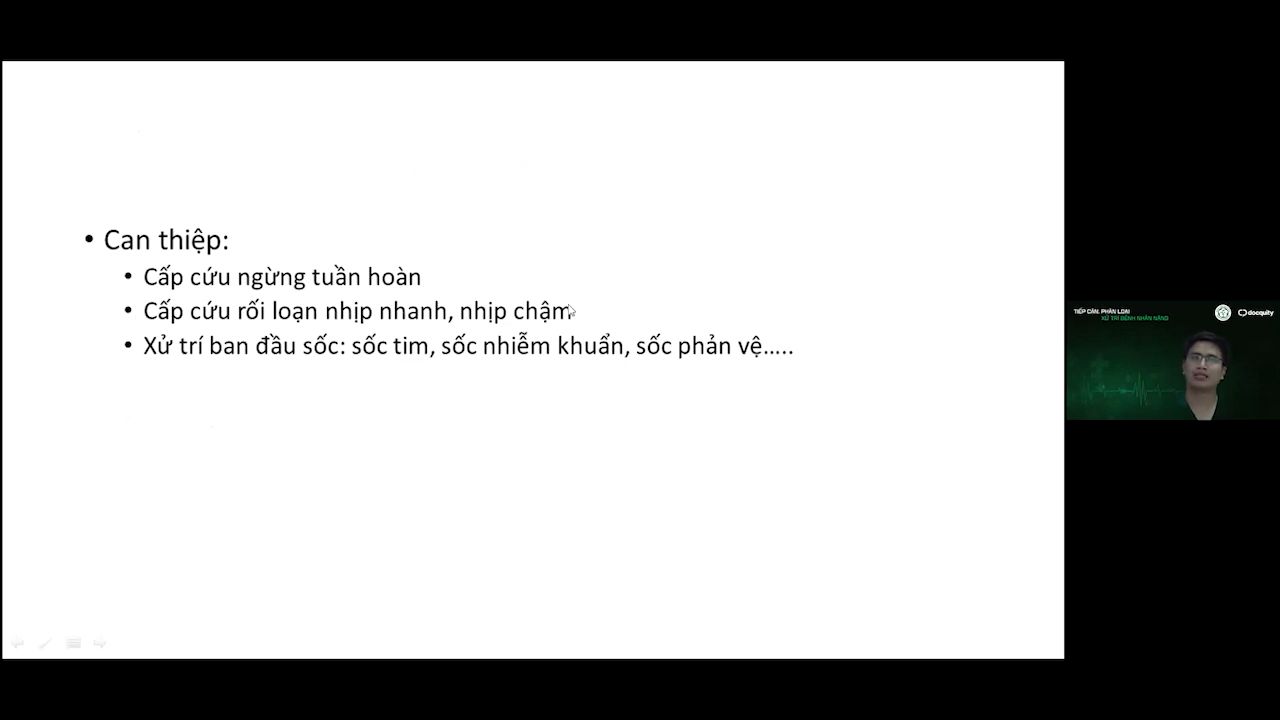 Can thiệp:
Cấp cứu ngừng tuần hoàn
Cấp cứu rối loạn nhịp nhanh, nhịp chậm
Xử trí ban đầu sốc: sốc tim, sốc nhiễm khuẩn, sốc phản vệ.....
TIẾP CẬN, PHÂN LOẠI
XỬ TRÍ BỆNH NHÂN NẶNG
docquity